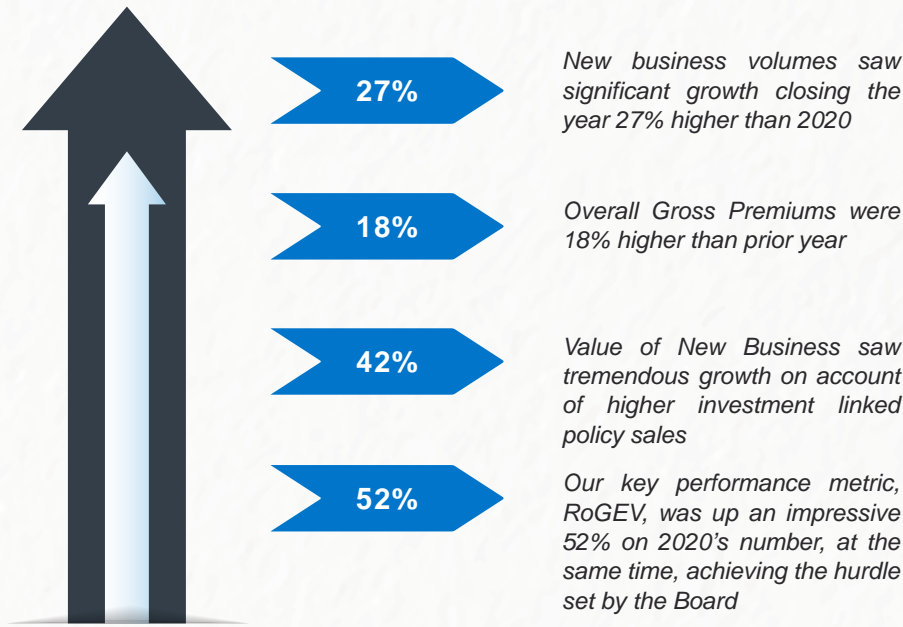 27%
New business volumes saw
significant growth closing the
year 27% higher than 2020
18%
Overall Gross Premiums were
18% higher than prior year
42%
Value of New Business saw
tremendous growth on account
of higher investment linked
policy sales
52%
Our key performance metric,
RoGEV, was up an impressive
52% on 2020's number, at the
same time, achieving the hurdle
set by the Board